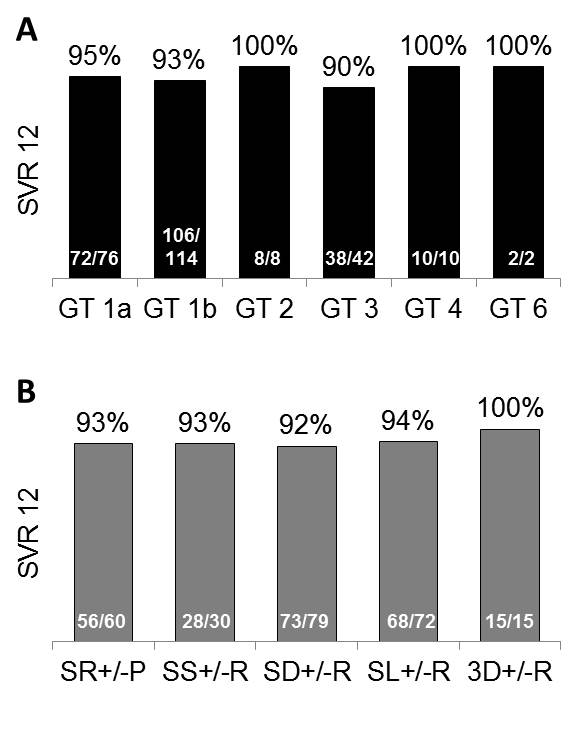 A
95% 93% 100% 90% 100% 100%
SVR 12
72/76 106/
114 8/8 38/42 10/10 2/2
GT 1a GT 1b GT 2 GT 3 GT 4 GT 6
B
93% 93% 92% 94% 100%
SVR 12
56/60 28/30 73/79 68/72 15/15
SR+/-P SS+/-R SD+/-R SL+/-R 3D+/-R